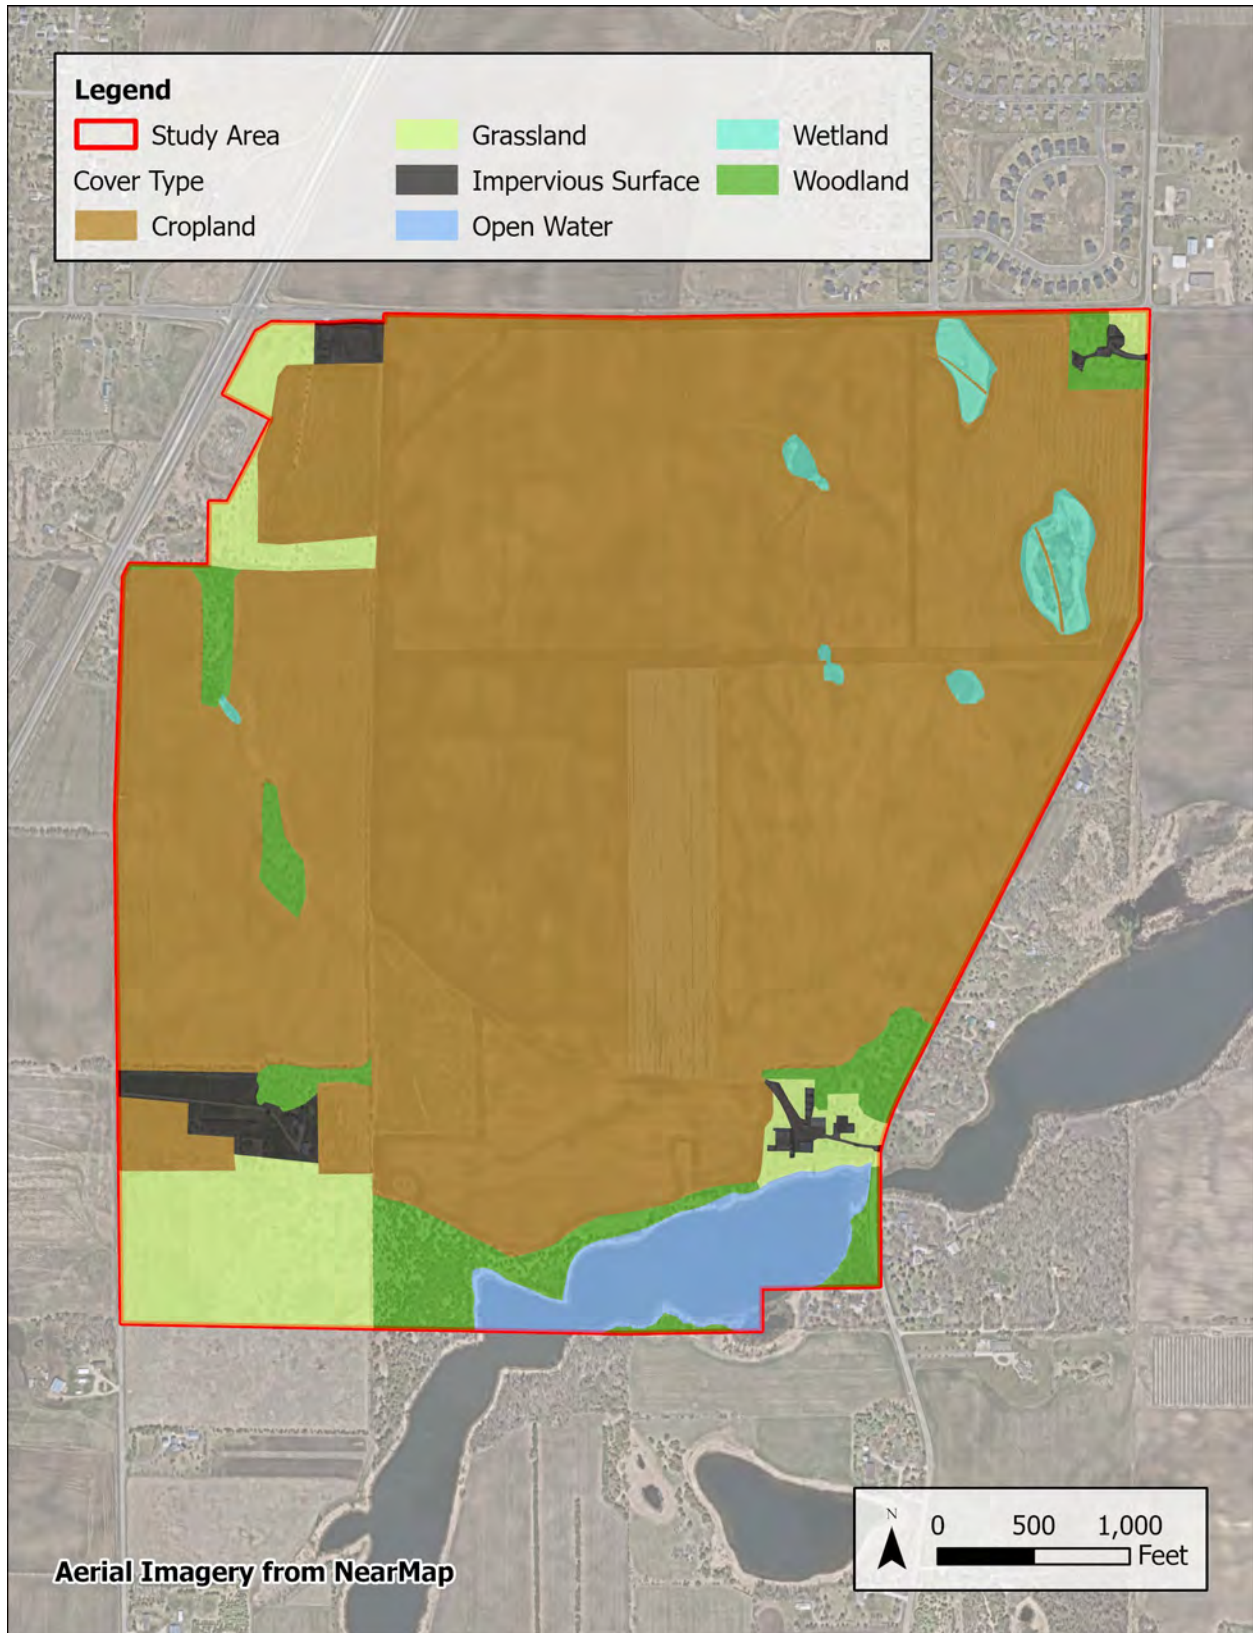 Legend
Study Area
Cover Type
Cropland
Grassland
Impervious Surface
Open Water
Wetland
Woodland
N
0 500 1,000
Feet
Aerial Imagery from NearMap